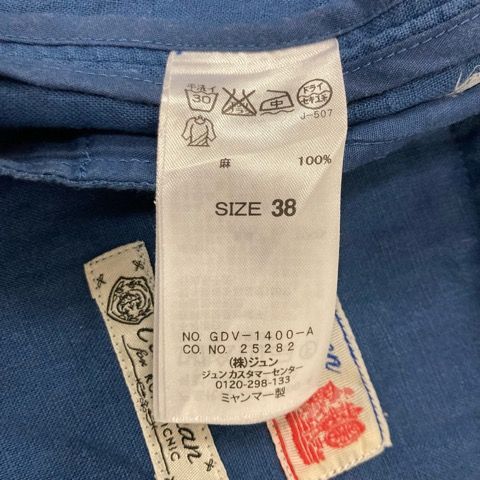 手洗イ
30
中
ドライ
セキユ系
J-507
麻 100%
SIZE 38
NO. GDV-1400-A
CO. NO. 25282
(株)ジュン
ジュンカスタマーセンター
0120-298-133
ミャンマー製
PICNIC